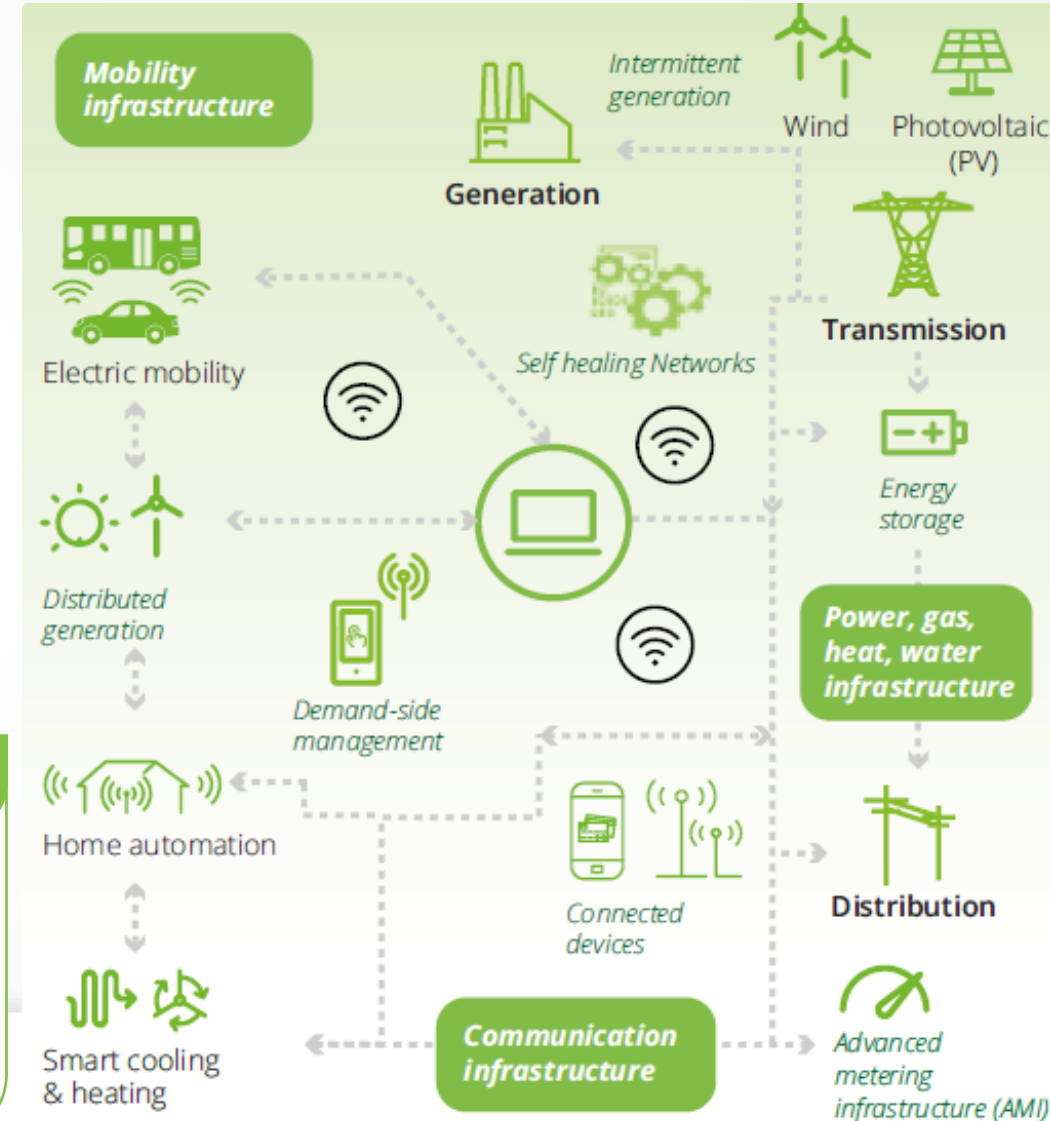 Mobility
infrastructure
Generation
Intermittent
generation
Wind
Photovoltaic
(PV)
Transmission
Electric mobility
Self healing Networks
Energy
storage
Distributed
generation
Demand-side
management
Power, gas,
heat, water
infrastructure
Home automation
Connected
devices
Distribution
Smart cooling
& heating
Communication
infrastructure
Advanced
metering
infrastructure (AMI)